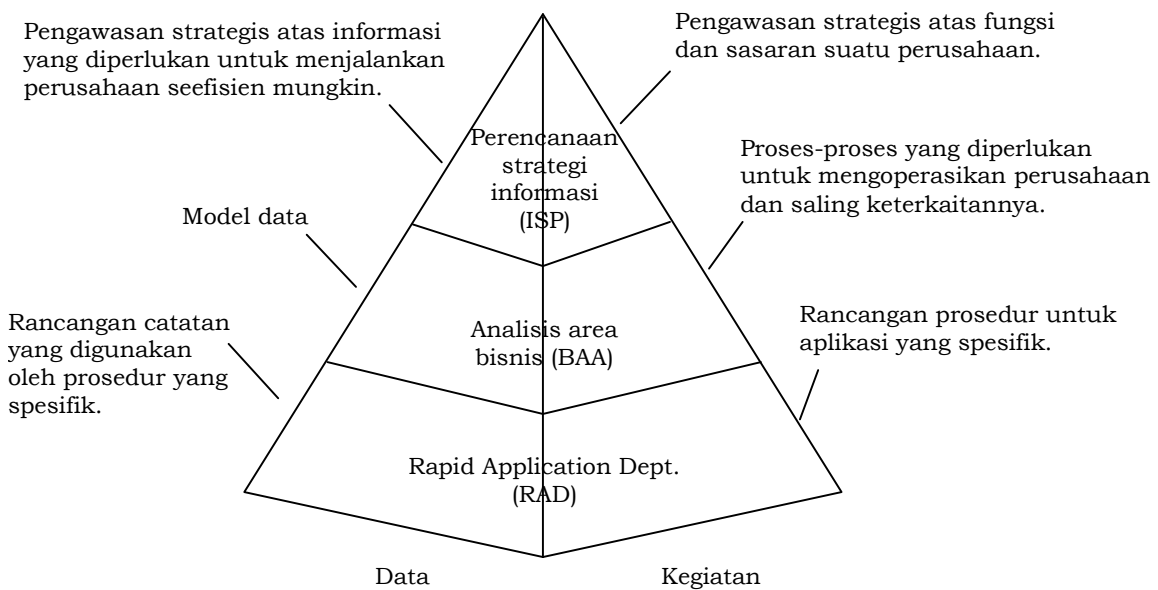 Pengawasan strategis atas informasi
yang diperlukan untuk menjalankan
perusahaan seefisien mungkin.
Pengawasan strategis atas fungsi
dan sasaran suatu perusahaan.
Perencanaan
strategi
informasi
(ISP)
Proses-proses yang diperlukan
untuk mengoperasikan perusahaan
dan saling keterkaitannya.
Model data
Rancangan catatan
yang digunakan
oleh prosedur yang
spesifik.
Analisis area
bisnis (BAA)
Rancangan prosedur untuk
aplikasi yang spesifik.
Rapid Application Dept.
(RAD)
Data
Kegiatan